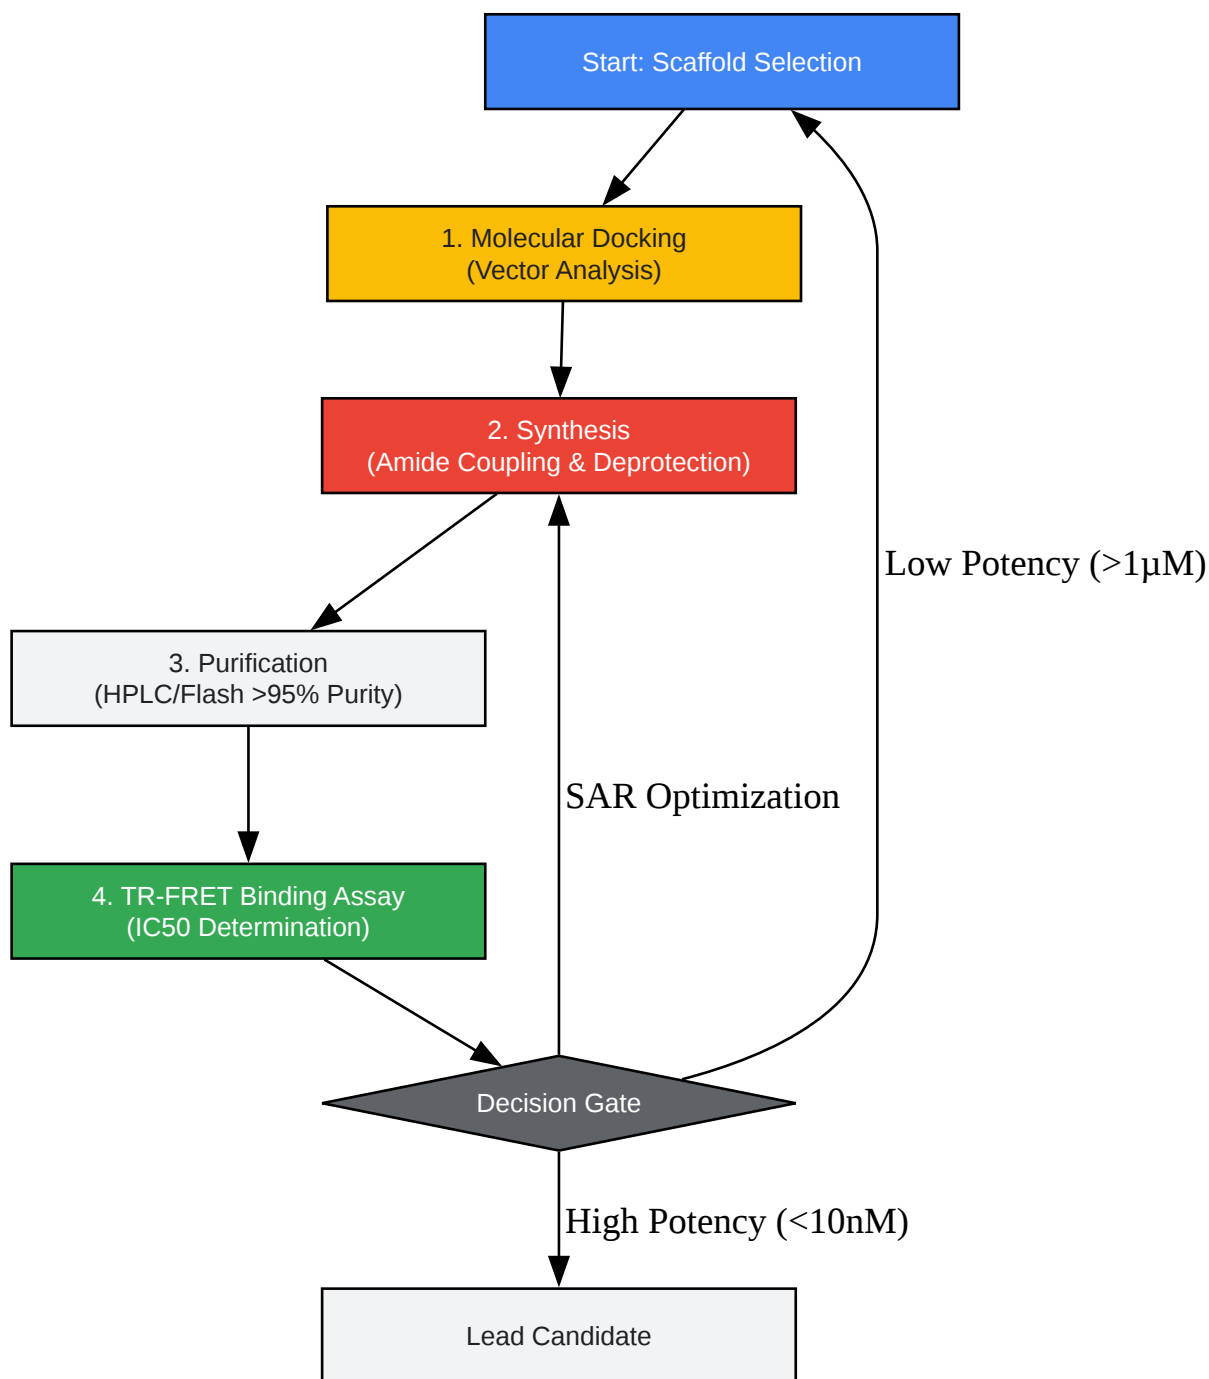 Start: Scaffold Selection
1. Molecular Docking
(Vector Analysis)
2. Synthesis
(Amide Coupling & Deprotection)
Low Potency (>1µM)
3. Purification
(HPLC/Flash >95% Purity)
SAR Optimization
4. TR-FRET Binding Assay
(IC50 Determination)
Decision Gate
High Potency (<10nM)
Lead Candidate